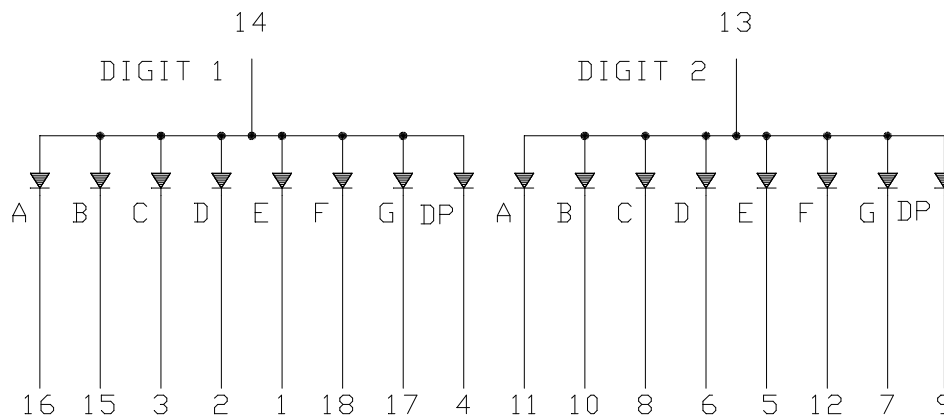 14 13
DIGIT 1 DIGIT 2
A B C D E F G DP A B C D E F G DP
16 15 3 2 1 18 17 4 11 10 8 6 5 12 7 9